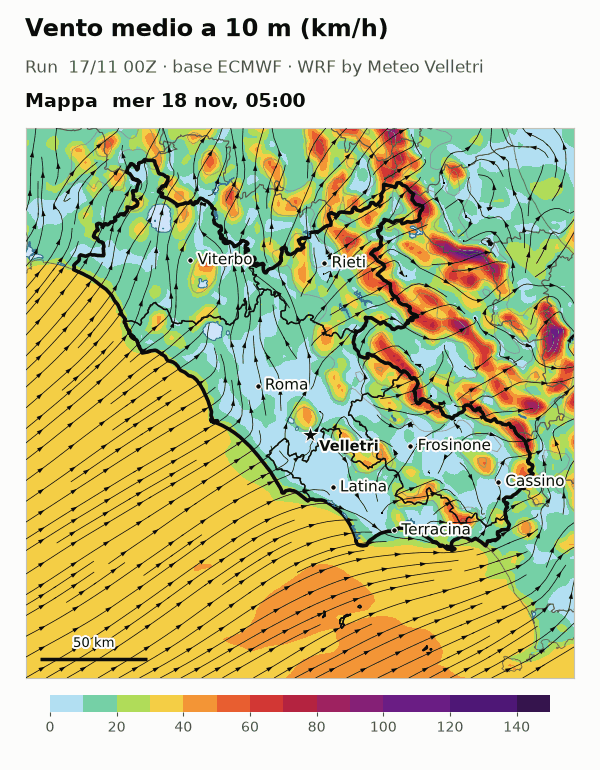 Vento medio a 10 m (km/h)
Run  17/11 00Z · base ECMWF · WRF by Meteo Velletri
Mappa  mer 18 nov, 05:00
Viterbo
Rieti
Roma
Velletri
Frosinone
Cassino
Latina
Terracina
50 km
0 20 40 60 80 100 120 140